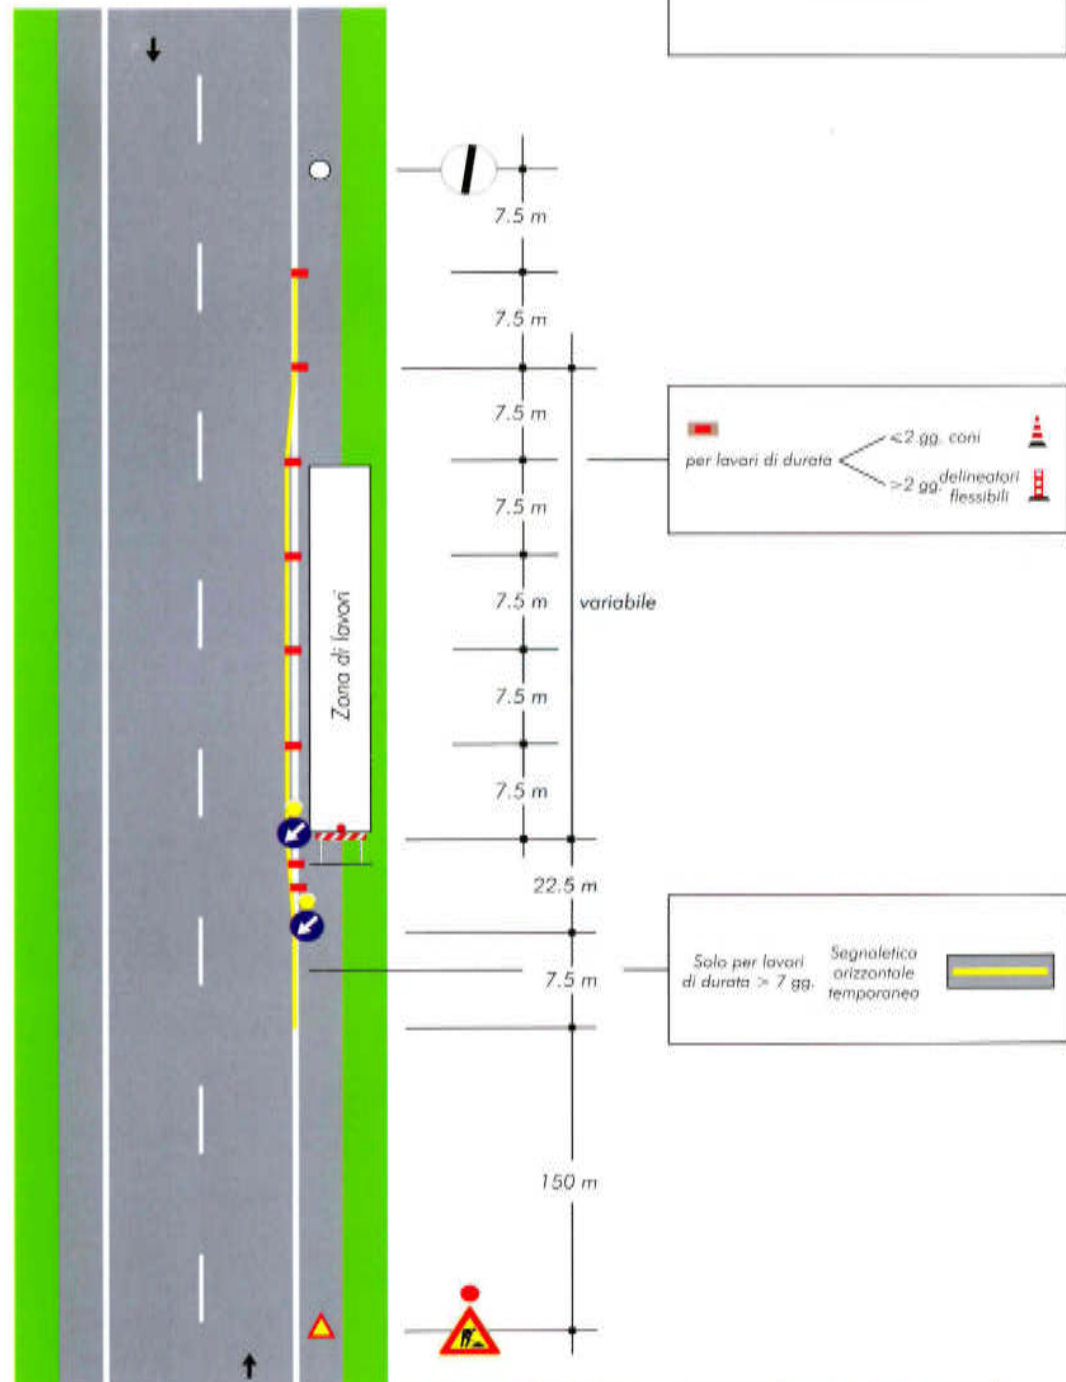 7.5 m
7.5 m
7.5 m
<2 gg. coni
per lavori di durata
>2 gg. delineatori
flessibili
7.5 m
7.5 m
variabile
Zona di lavori
7.5 m
7.5 m
22.5 m
Solo per lavori
di durata > 7 gg.
Segnaletica
orizzontale
temporanea
7.5 m
150 m